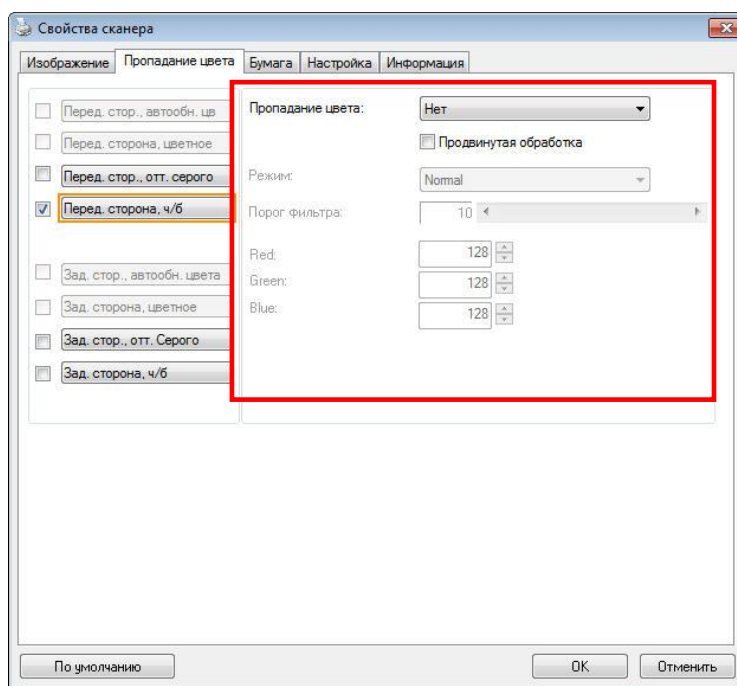 Свойства сканера
Изображение Пропадание цвета Бумага Настройка Информация
Перед. стор., автообн. цв
Перед. сторона, цветное
Перед. стор., отт. серого
Перед. сторона, ч/б
Зад. стор., автообн. цвета
Зад. сторона, цветное
Зад. стор., отт. Серого
Зад. сторона, ч/б
Пропадание цвета: Нет
Продвинутая обработка
Режим: Normal
Порог фильтра: 10
Red: 128
Green: 128
Blue: 128
По умолчанию OK Отменить